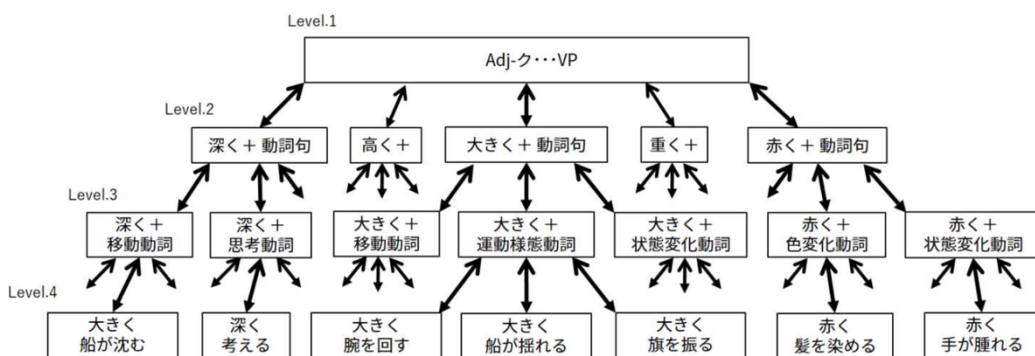 Level.1
Adj-ク・・・VP
Level.2
深く＋ 動詞句
高く＋
大きく＋ 動詞句
重く＋
赤く＋ 動詞句
Level.3
深く＋
移動動詞
深く＋
思考動詞
大きく＋
移動動詞
大きく＋
運動様態動詞
大きく＋
状態変化動詞
赤く＋
色変化動詞
赤く＋
状態変化動詞
Level.4
大きく
船が沈む
深く
考える
大きく
腕を回す
大きく
船が揺れる
大きく
旗を振る
赤く
髪を染める
赤く
手が腫れる